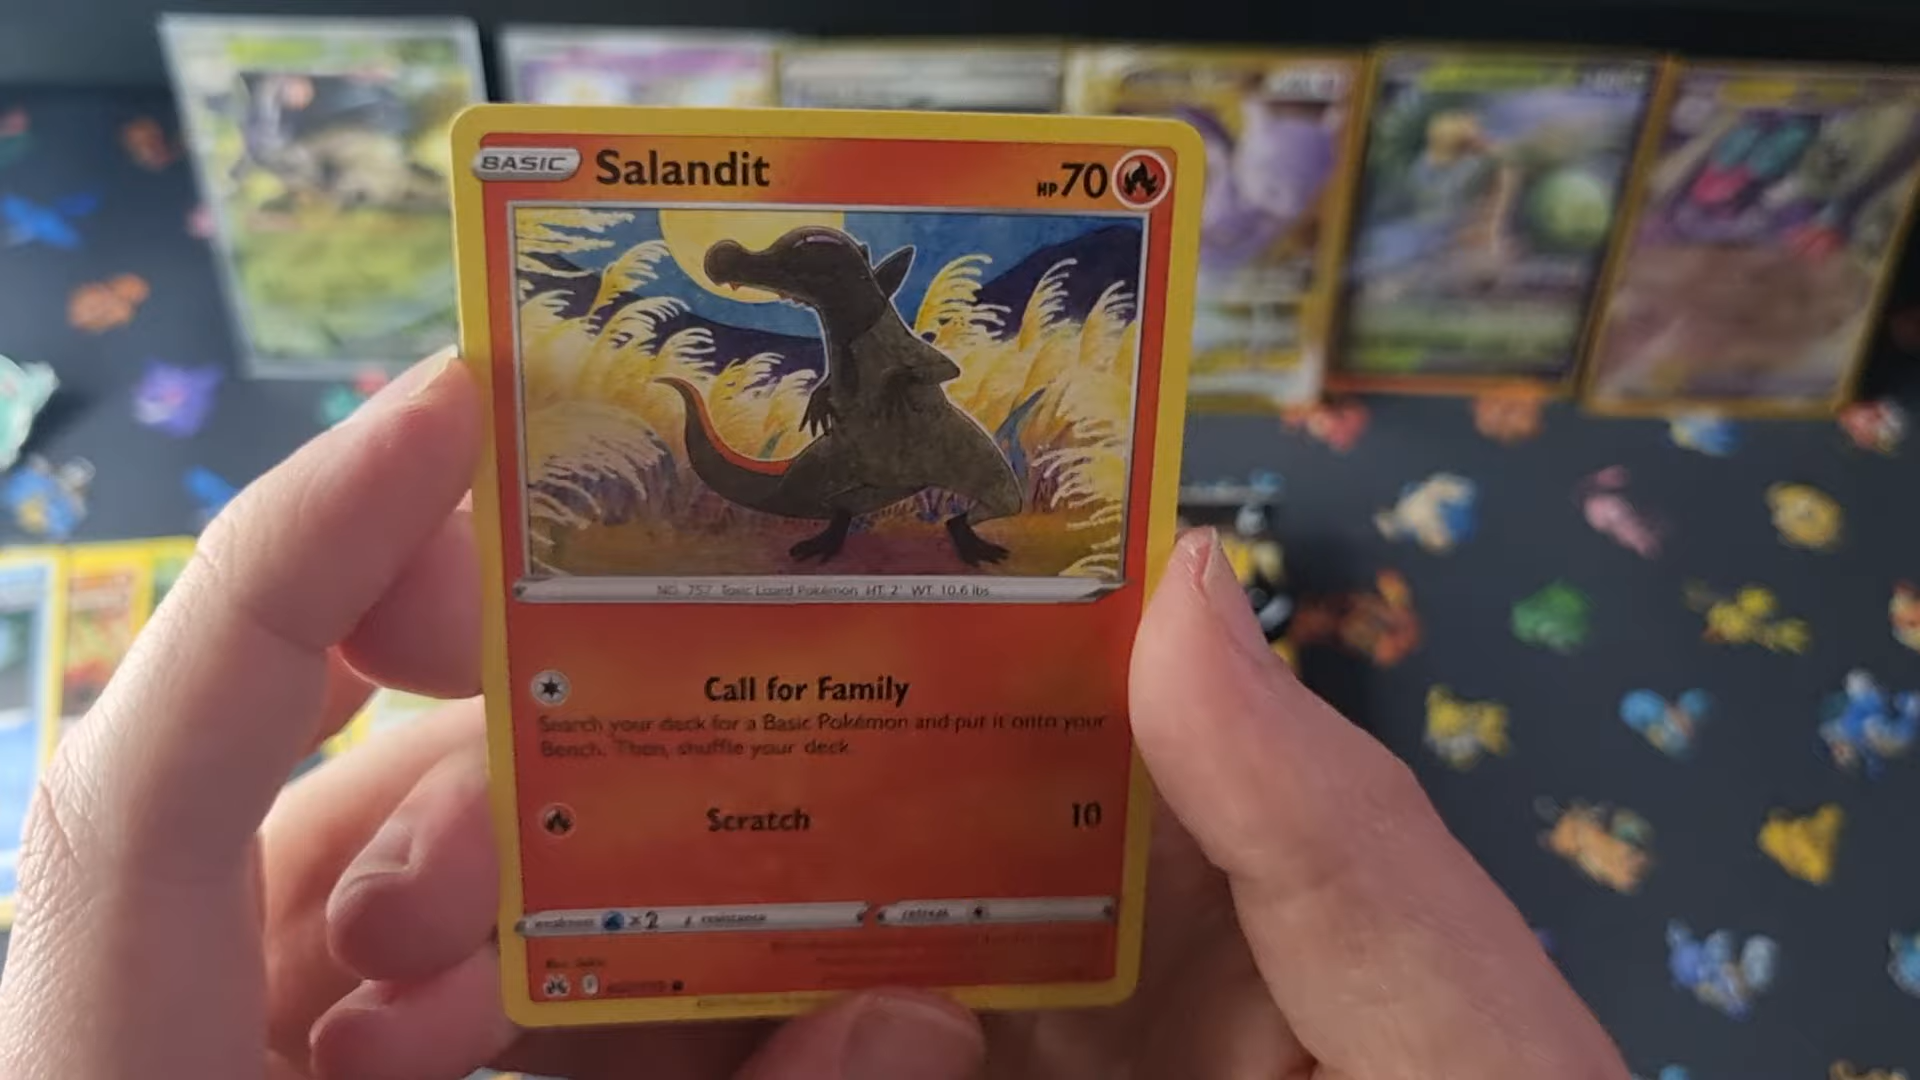 BASIC Salandit HP 70
NO. 757 Toxic Lizard Pokémon HT. 2' WT. 10.6 lbs.
Call for Family
Search your deck for a Basic Pokémon and put it onto your
Bench. Then, shuffle your deck.
Scratch 10
weakness ×2 resistance retreat